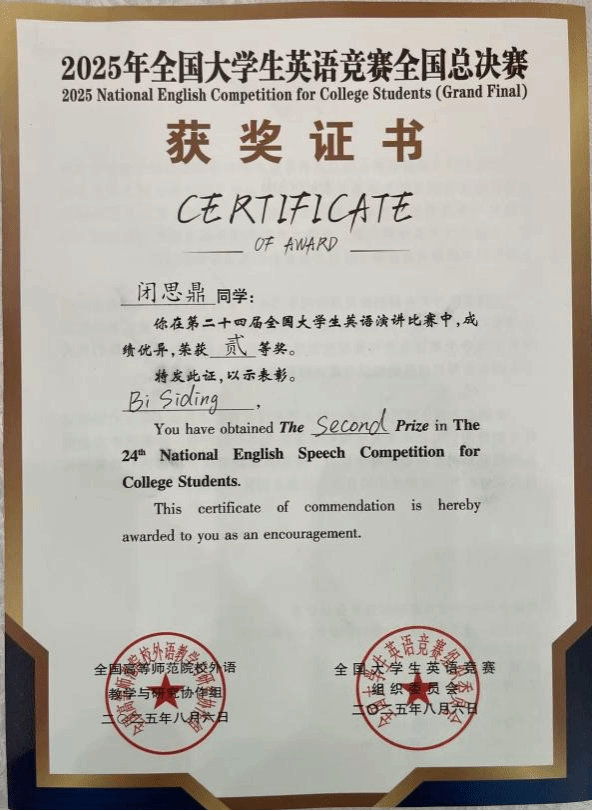 2025年全国大学生英语竞赛全国总决赛
2025 National English Competition for College Students (Grand Final)
获奖证书
CERTIFICATE
OF AWARD
闭思鼎同学:
你在第二十四届全国大学生英语演讲比赛中,成
绩优异,荣获贰等奖。
特发此证,以示表彰。
Bi Siding,
You have obtained The Second Prize in The
24th National English Speech Competition for
College Students.
This certificate of commendation is hereby
awarded to you as an encouragement.
全国高等师范院校外语
教学与研究协作组
二〇二五年八月六日
全国大学生英语竞赛
组织委员会
二〇二五年八月六日